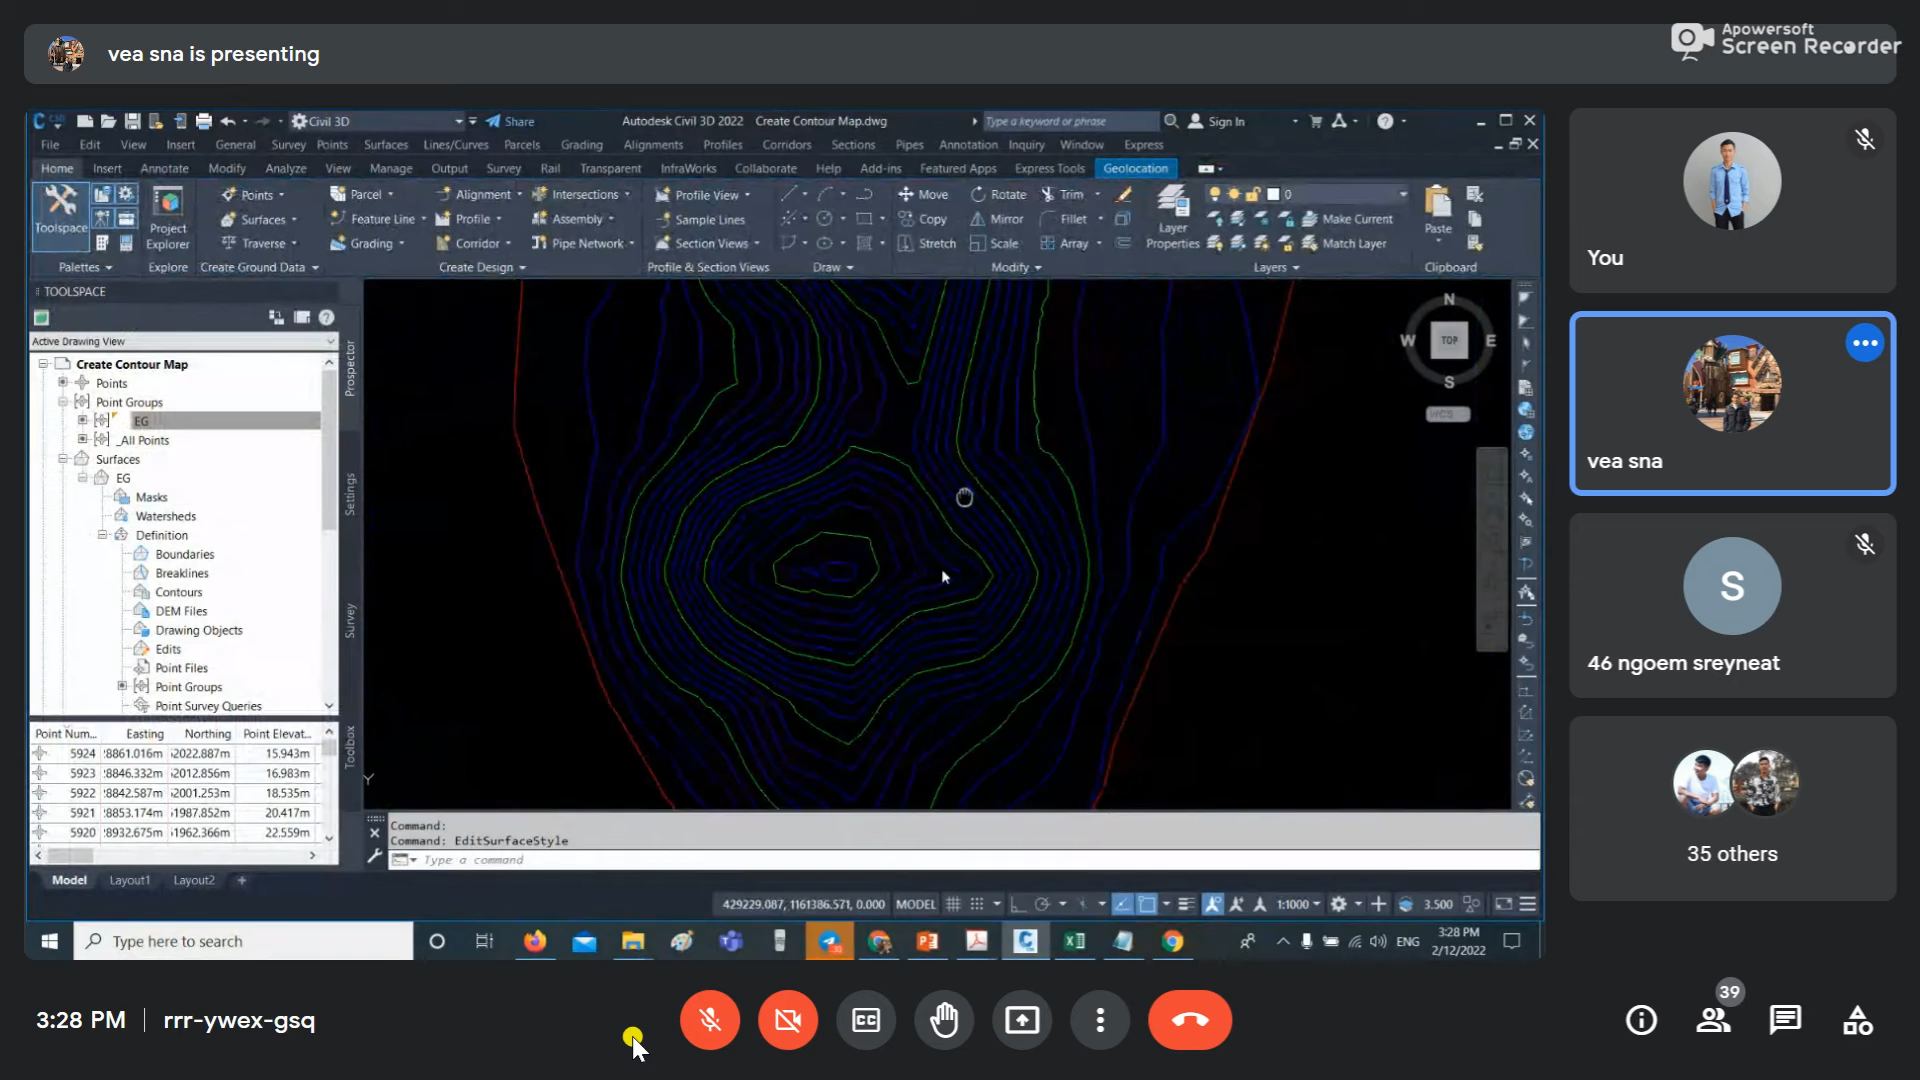 vea sna is presenting
Apowersoft
Screen Recorder
Civil 3D
Share
Autodesk Civil 3D 2022 Create Contour Map.dwg
Type a keyword or phrase
Sign In
File Edit View Insert General Survey Points Surfaces Lines/Curves Parcels Grading Alignments Profiles Corridors Sections Pipes Annotation Inquiry Window Express
Home Insert Annotate Modify Analyze View Manage Output Survey Rail Transparent InfraWorks Collaborate Help Add-ins Featured Apps Express Tools Geolocation
Points Parcel Alignment Intersections Profile View Move Rotate Trim 0
Toolspace Project Explorer Surfaces Feature Line Profile Assembly Sample Lines Copy Mirror Fillet Layer Properties Make Current Paste
Traverse Grading Corridor Pipe Network Section Views Stretch Scale Array Match Layer
Palettes Explore Create Ground Data Create Design Profile & Section Views Draw Modify Layers Clipboard
TOOLSPACE
Active Drawing View
Create Contour Map
Points
Point Groups
EG
_All Points
Surfaces
EG
Masks
Watersheds
Definition
Boundaries
Breaklines
Contours
DEM Files
Drawing Objects
Edits
Point Files
Point Groups
Point Survey Queries
Prospector
Settings
Survey
Toolbox
Point Num... Easting Northing Point Elevat...
5924 8861.016m 2022.887m 15.943m
5923 8846.332m 2012.856m 16.983m
5922 8842.587m 2001.253m 18.535m
5921 8853.174m 1987.852m 20.417m
5920 8932.675m 1962.366m 22.559m
N
W TOP E
S
WCS
Y
Command:
Command: EditSurfaceStyle
Type a command
Model Layout1 Layout2 +
429229.087, 1161386.571, 0.000 MODEL 1:1000 3.500
Type here to search
ENG
3:28 PM
2/12/2022
You
vea sna
S
46 ngoem sreyneat
35 others
3:28 PM rrr-ywex-gsq
CC
39